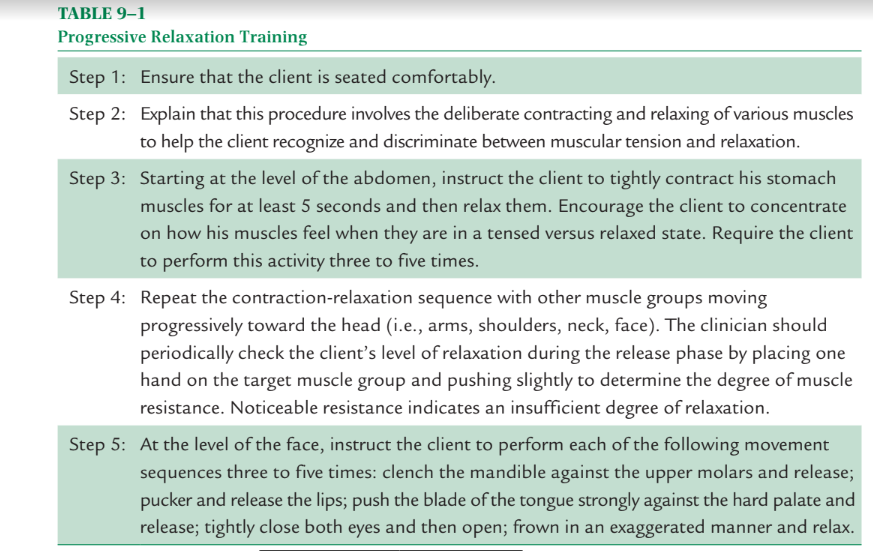 TABLE 9–1
Progressive Relaxation Training
Step 1: Ensure that the client is seated comfortably.
Step 2: Explain that this procedure involves the deliberate contracting and relaxing of various muscles
to help the client recognize and discriminate between muscular tension and relaxation.
Step 3: Starting at the level of the abdomen, instruct the client to tightly contract his stomach
muscles for at least 5 seconds and then relax them. Encourage the client to concentrate
on how his muscles feel when they are in a tensed versus relaxed state. Require the client
to perform this activity three to five times.
Step 4: Repeat the contraction-relaxation sequence with other muscle groups moving
progressively toward the head (i.e., arms, shoulders, neck, face). The clinician should
periodically check the client’s level of relaxation during the release phase by placing one
hand on the target muscle group and pushing slightly to determine the degree of muscle
resistance. Noticeable resistance indicates an insufficient degree of relaxation.
Step 5: At the level of the face, instruct the client to perform each of the following movement
sequences three to five times: clench the mandible against the upper molars and release;
pucker and release the lips; push the blade of the tongue strongly against the hard palate and
release; tightly close both eyes and then open; frown in an exaggerated manner and relax.